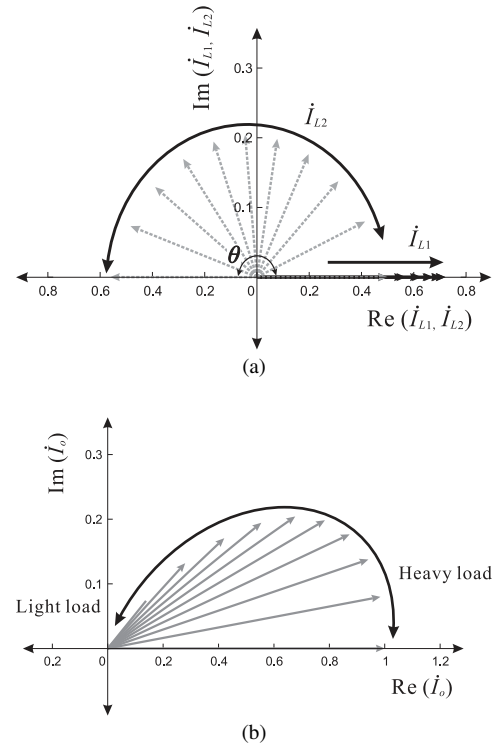 Im (İL1, İL2)
0.3
0.2
0.1
İL2
İL1
θ
0.8 0.6 0.4 0.2 0 0.2 0.4 0.6 0.8
Re (İL1, İL2)
(a)
Im (İo)
0.3
0.2
0.1
Light load
Heavy load
0.2 0 0.2 0.4 0.6 0.8 1 1.2
Re (İo)
(b)